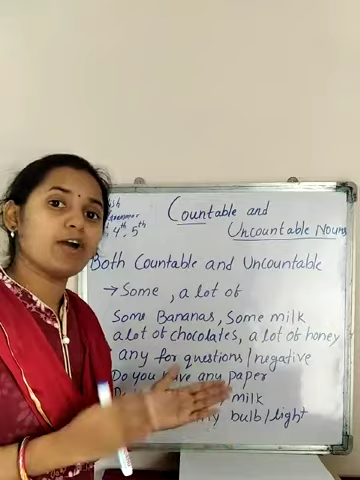 Countable and
4th, 5th
Uncountable Nouns
Both Countable and Uncountable
→ Some, a lot of
Some Bananas, Some milk
a lot of chocolates, a lot of honey
any for questions/negative
Do you have any paper
milk
bulb/light